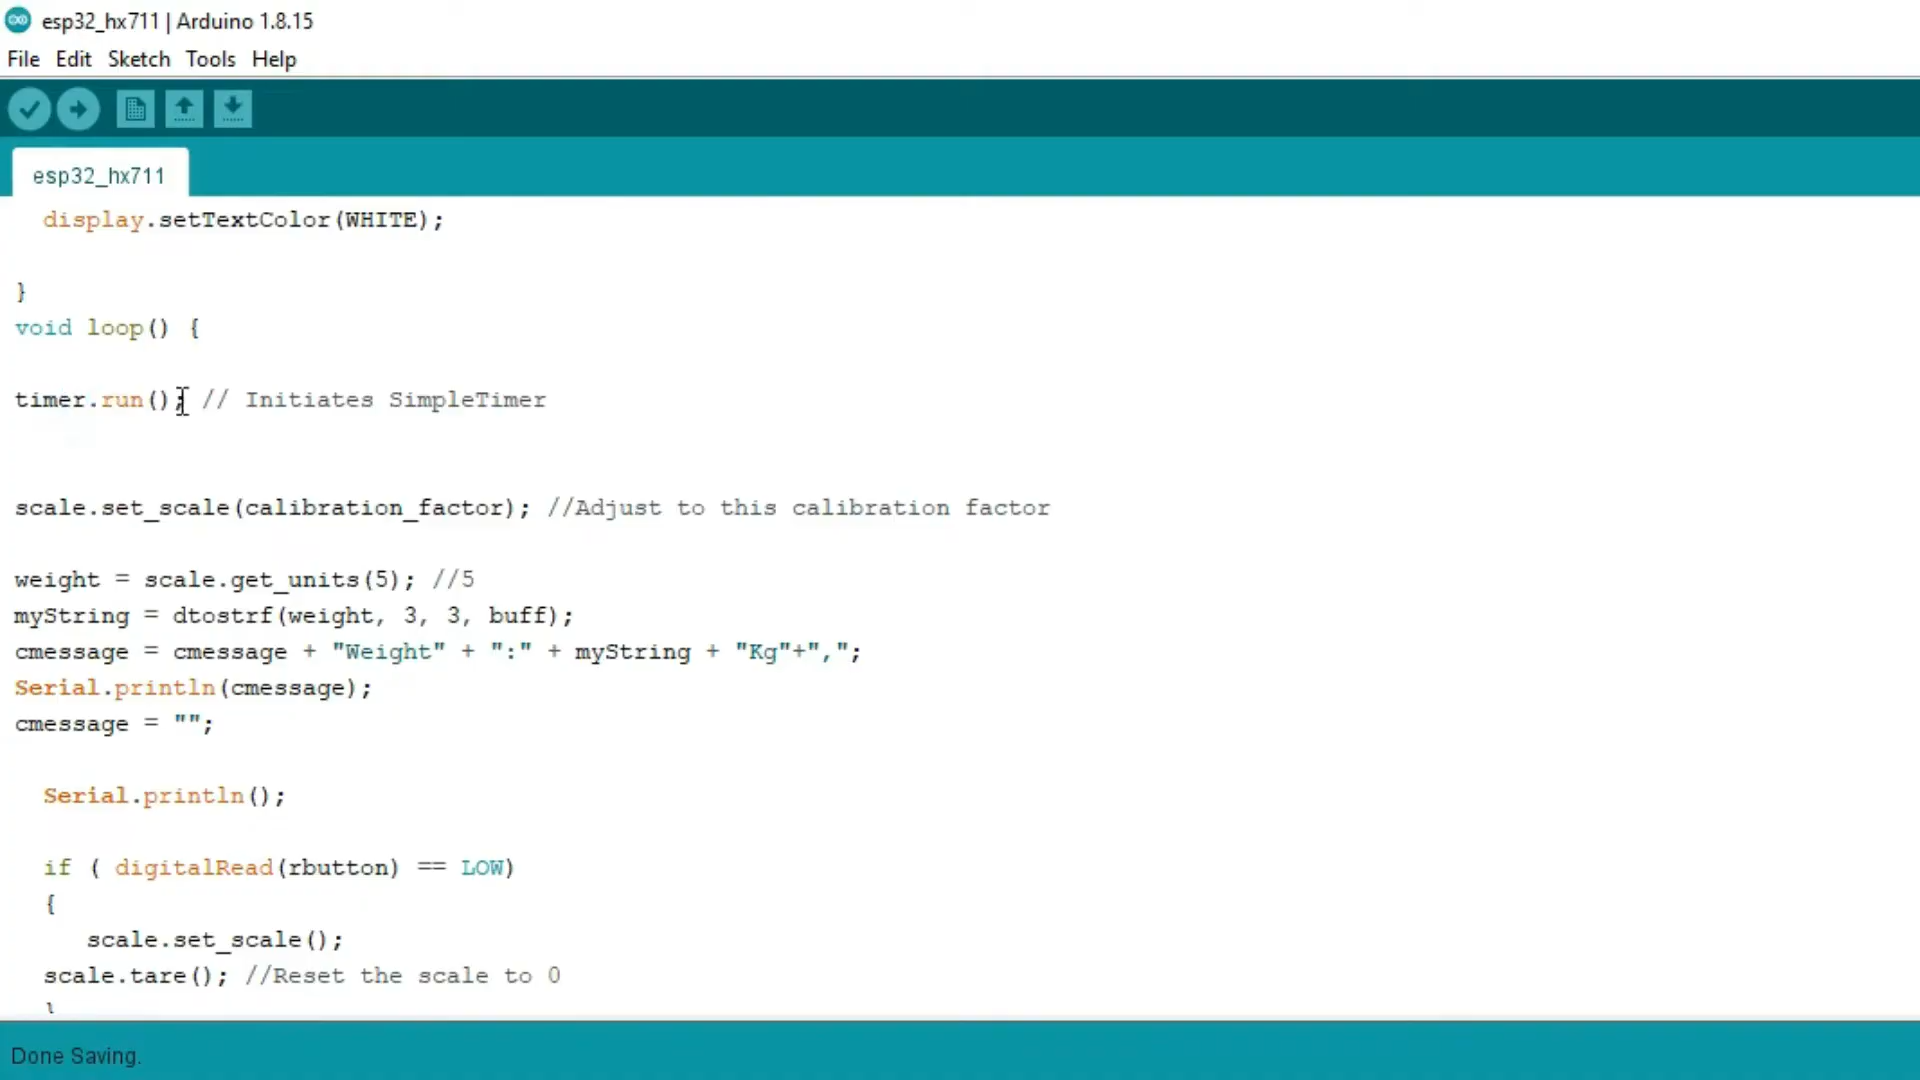 esp32_hx711 | Arduino 1.8.15
File Edit Sketch Tools Help
esp32_hx711
display.setTextColor(WHITE);
}
void loop() {
timer.run(); // Initiates SimpleTimer
scale.set_scale(calibration_factor); //Adjust to this calibration factor
weight = scale.get_units(5); //5
myString = dtostrf(weight, 3, 3, buff);
cmessage = cmessage + "Weight" + ":" + myString + "Kg"+",";
Serial.println(cmessage);
cmessage = "";
Serial.println();
if ( digitalRead(rbutton) == LOW)
{
scale.set_scale();
scale.tare(); //Reset the scale to 0
}
Done Saving.